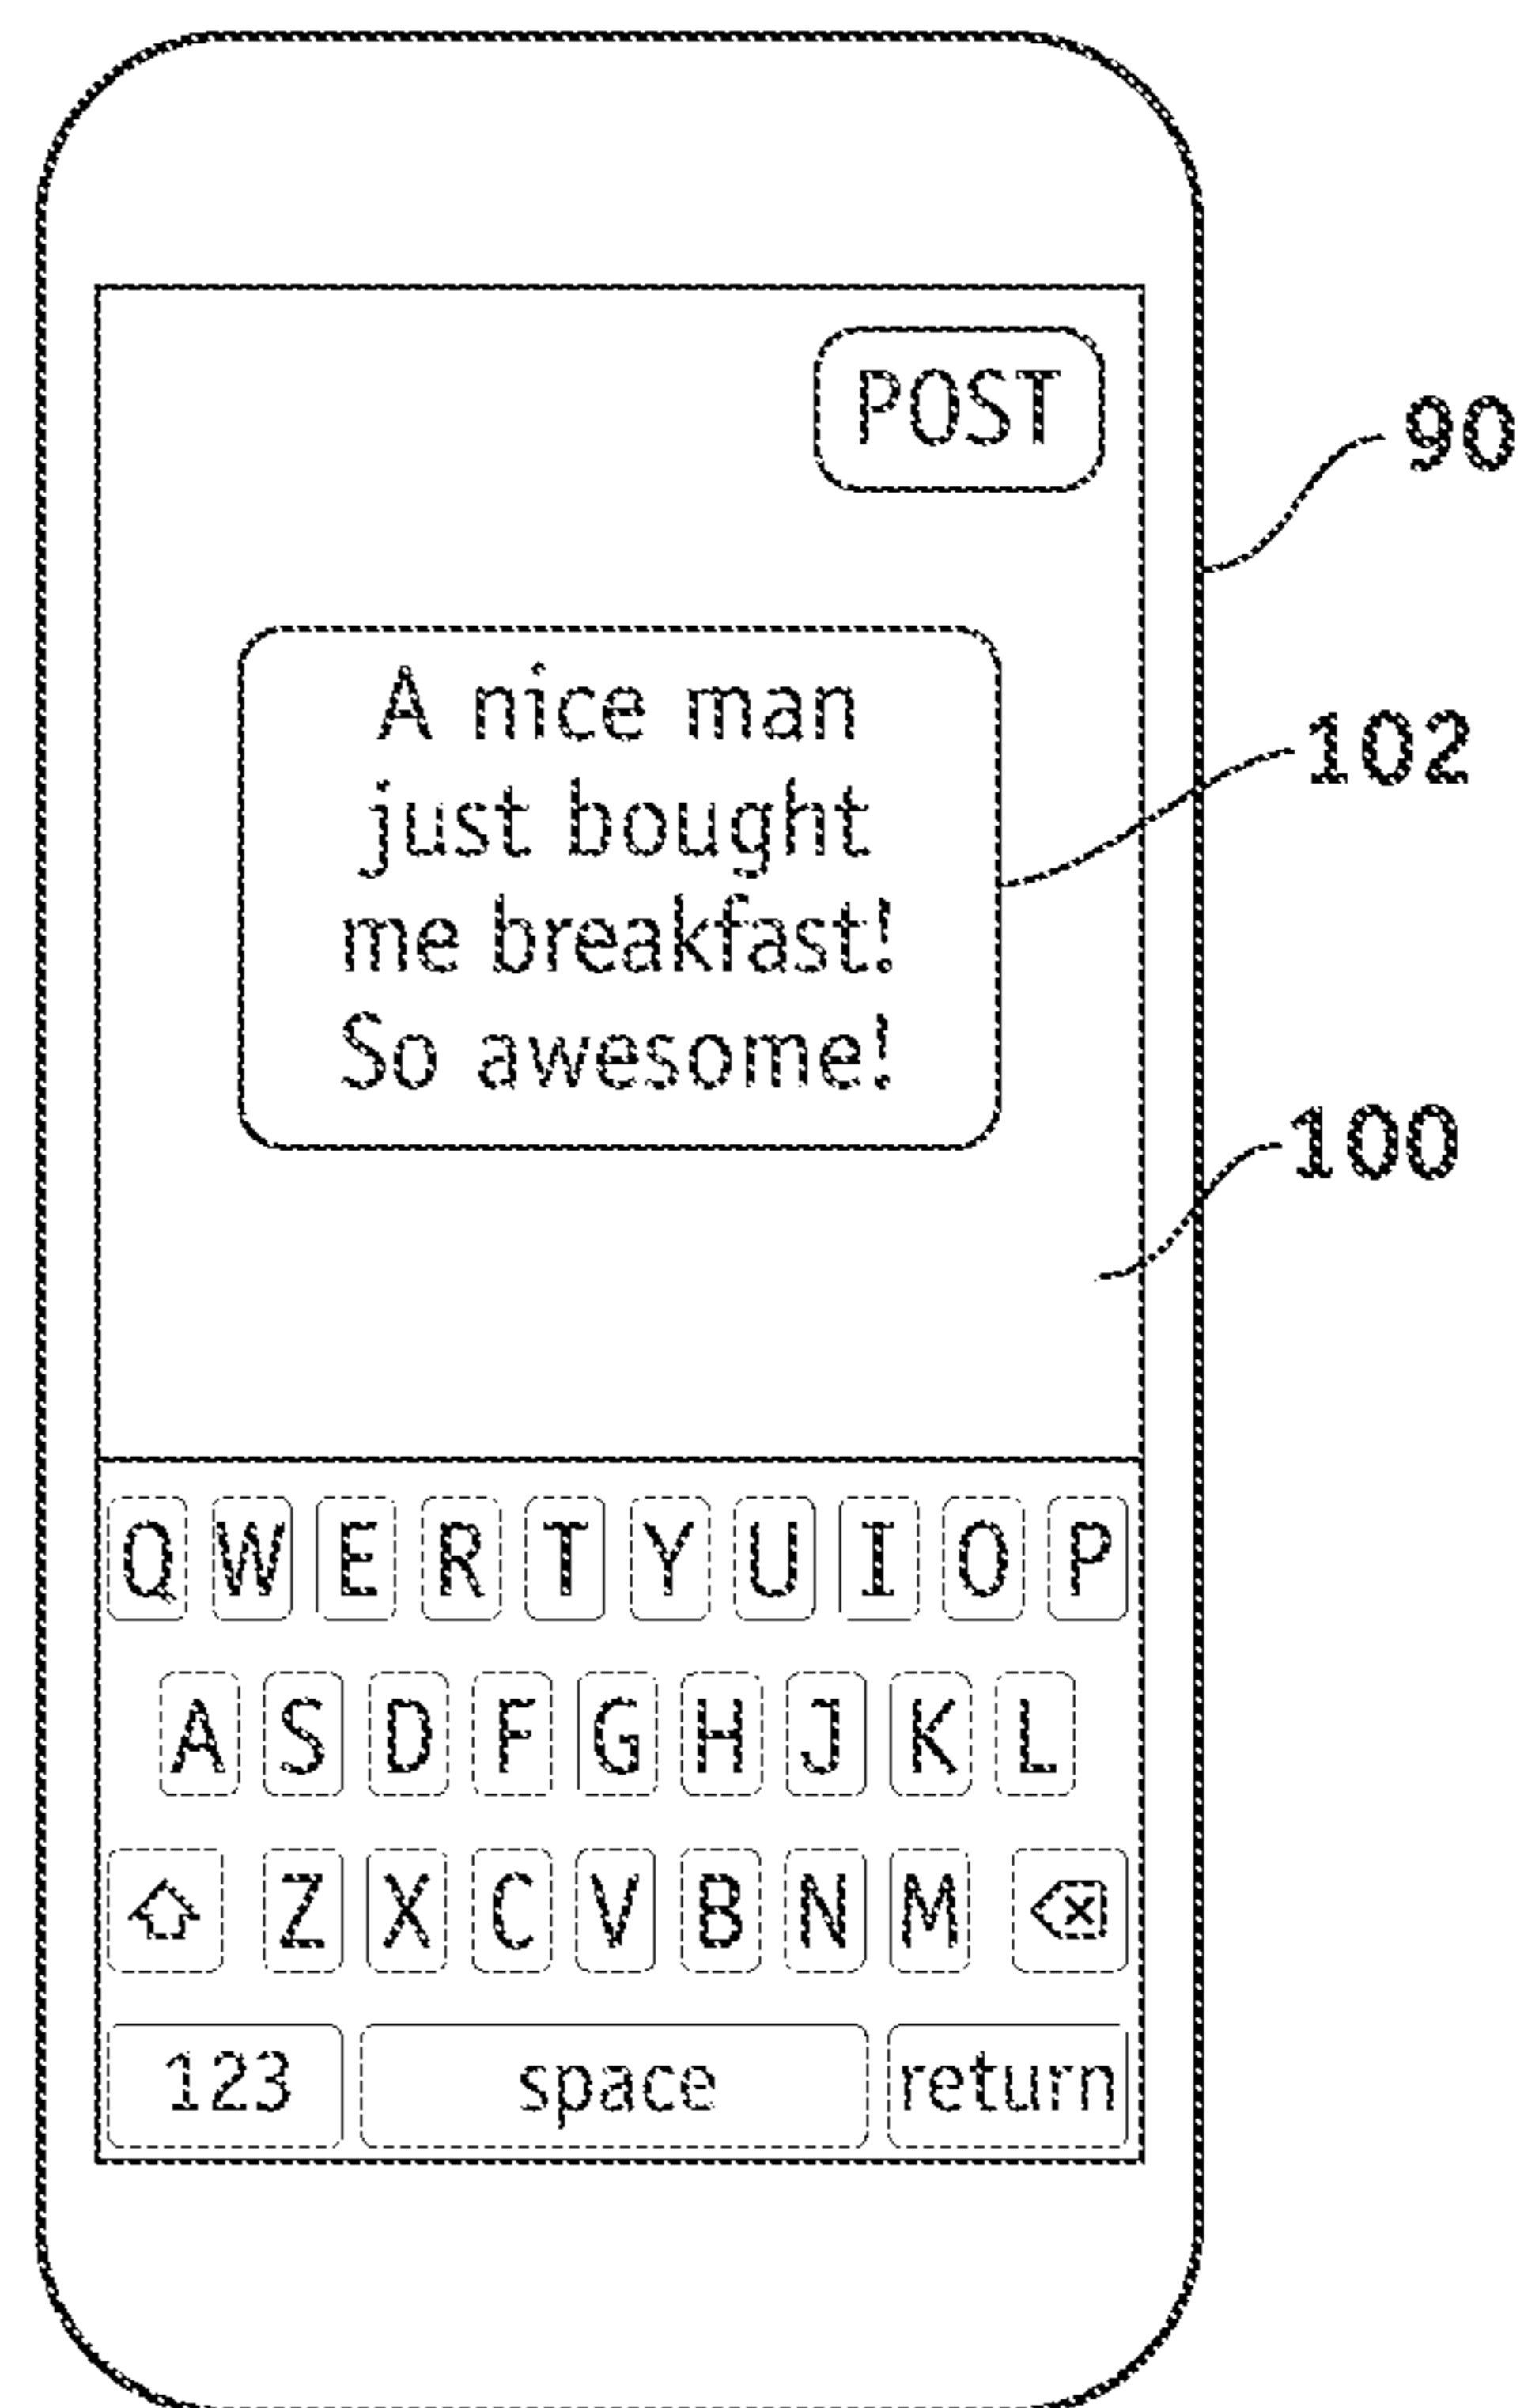 POST
90
A nice man
just bought
me breakfast!
So awesome!
102
100
Q W E R T Y U I O P
A S D F G H J K L
Z X C V B N M
123 space return